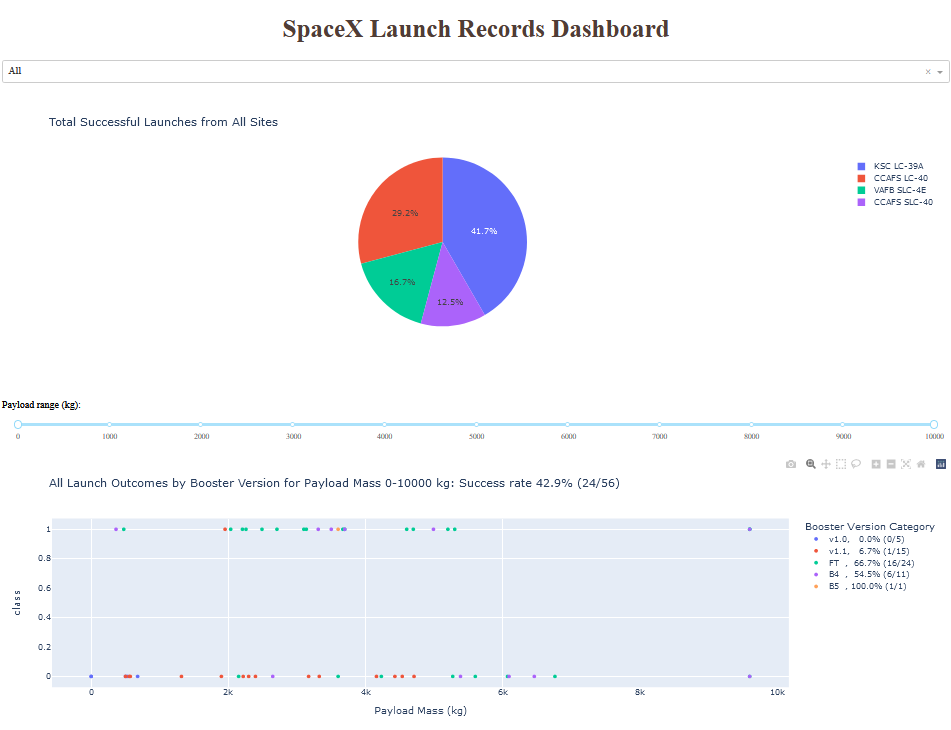 SpaceX Launch Records Dashboard
All
× 
Total Successful Launches from All Sites
KSC LC-39A
CCAFS LC-40
VAFB SLC-4E
CCAFS SLC-40
29.2%
41.7%
16.7%
12.5%
Payload range (kg):
0 1000 2000 3000 4000 5000 6000 7000 8000 9000 10000
All Launch Outcomes by Booster Version for Payload Mass 0-10000 kg: Success rate 42.9% (24/56)
Booster Version Category
v1.0, 0.0% (0/5)
v1.1, 6.7% (1/15)
FT , 66.7% (16/24)
B4 , 54.5% (6/11)
B5 , 100.0% (1/1)
1
0.8
0.6
0.4
0.2
0
class
0 2k 4k 6k 8k 10k
Payload Mass (kg)